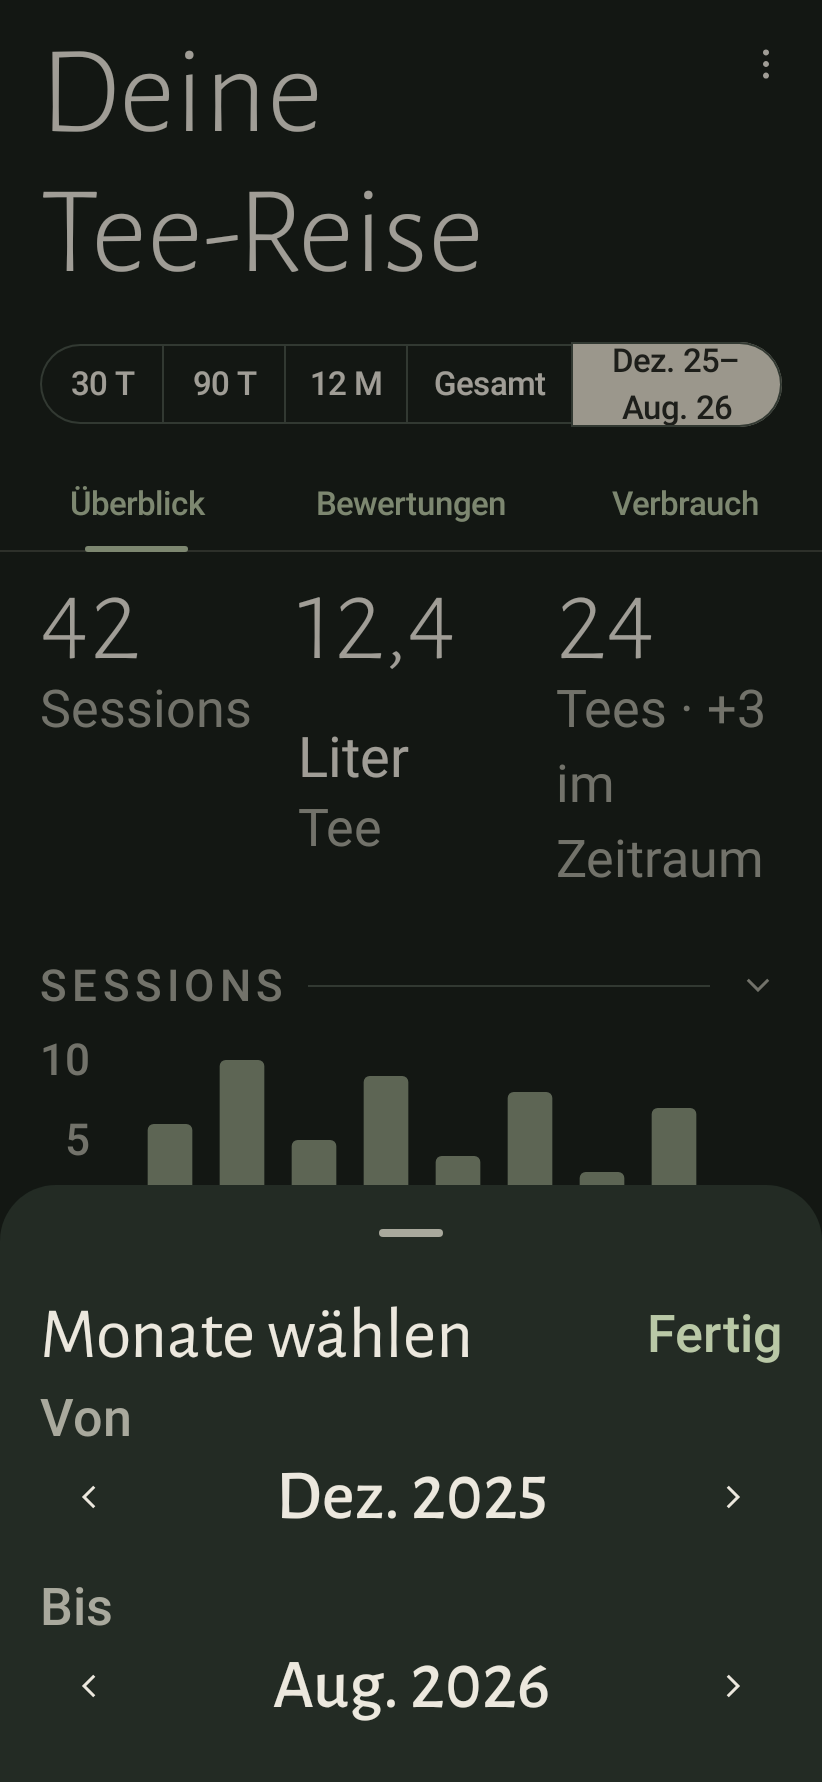 Deine
Tee-Reise
30 T
90 T
12 M
Gesamt
Dez. 25–
Aug. 26
Überblick
Bewertungen
Verbrauch
42
Sessions
12,4
Liter
Tee
24
Tees · +3
im
Zeitraum
SESSIONS
10
5
Monate wählen
Fertig
Von
Dez. 2025
Bis
Aug. 2026